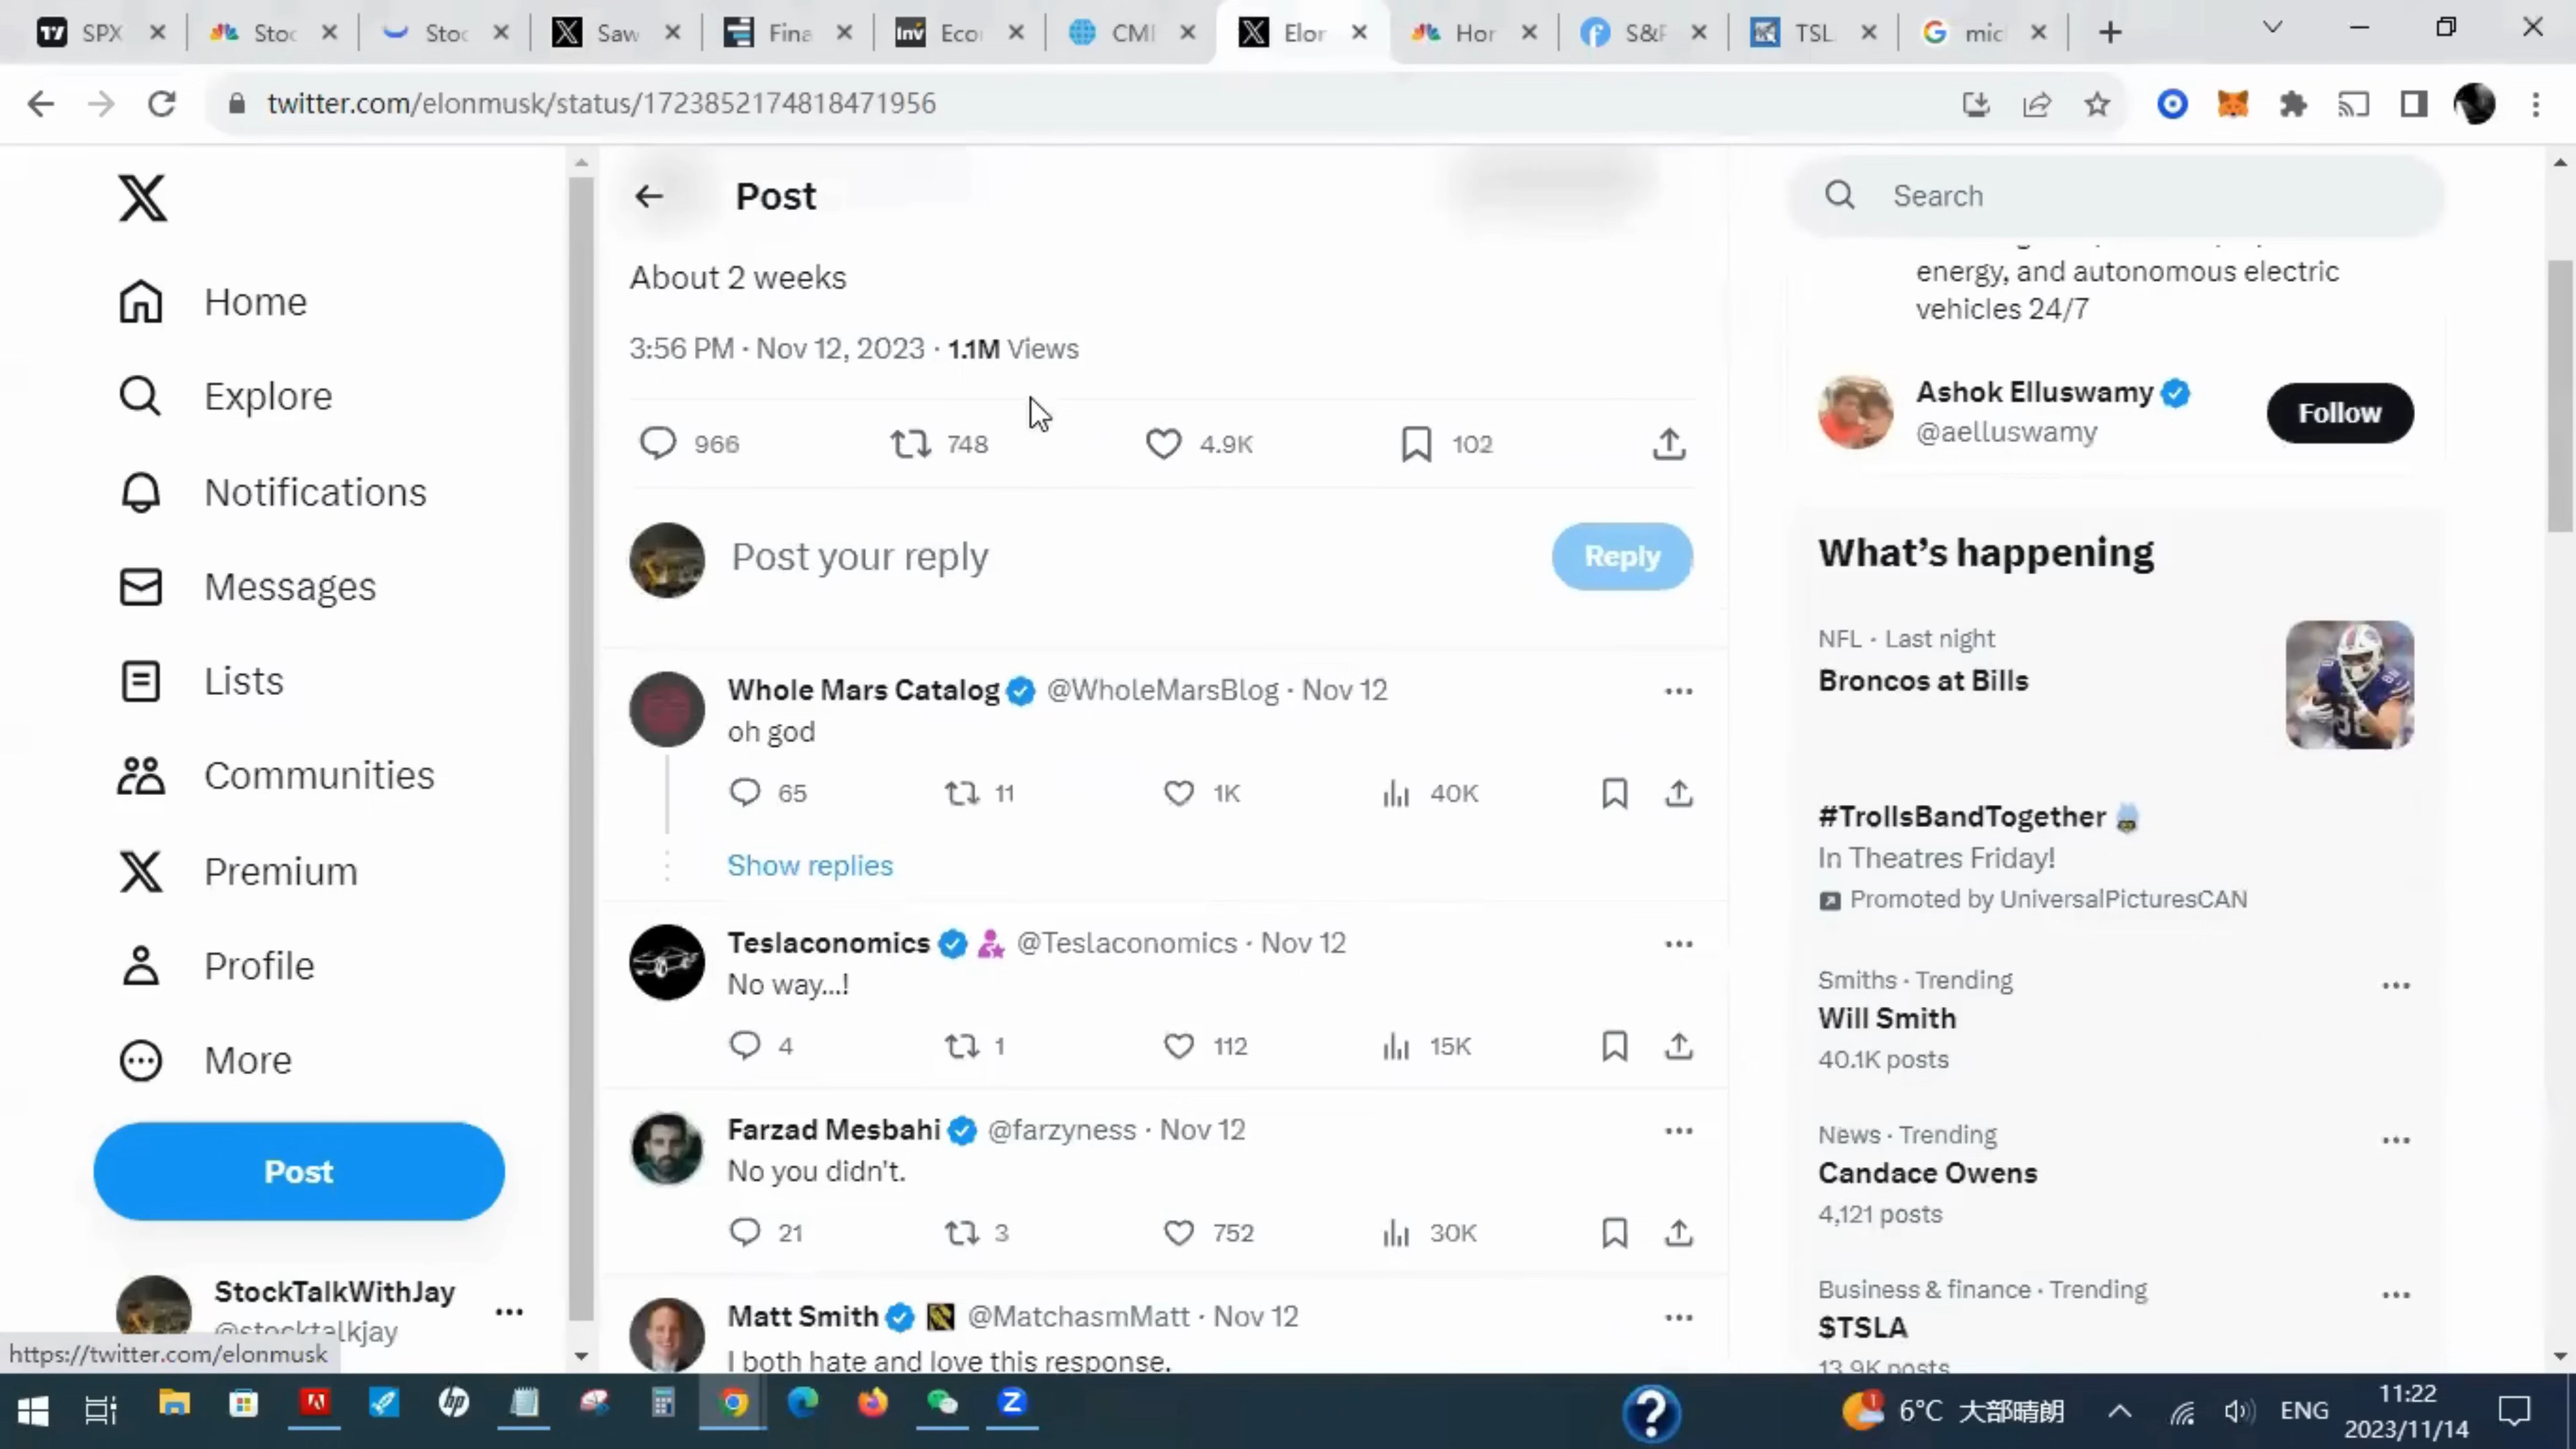 SPX
Stoc
Stoc
Saw
Fina
Inv
Eco
CMI
Elor
Hor
S&F
TSL
mic
twitter.com/elonmusk/status/1723852174818471956
Home
Explore
Notifications
Messages
Lists
Communities
Premium
Profile
More
Post
StockTalkWithJay
@stocktalkjay
https://twitter.com/elonmusk
Post
About 2 weeks
3:56 PM · Nov 12, 2023 · 1.1M Views
966 748 4.9K 102
Post your reply
Reply
Whole Mars Catalog @WholeMarsBlog · Nov 12
oh god
65 11 1K 40K
Show replies
Teslaconomics @Teslaconomics · Nov 12
No way...!
4 1 112 15K
Farzad Mesbahi @farzyness · Nov 12
No you didn't.
21 3 752 30K
Matt Smith @MatchasmMatt · Nov 12
I both hate and love this response.
Search
energy, and autonomous electric
vehicles 24/7
Ashok Elluswamy
@aelluswamy
Follow
What's happening
NFL · Last night
Broncos at Bills
#TrollsBandTogether
In Theatres Friday!
Promoted by UniversalPicturesCAN
Smiths · Trending
Will Smith
40.1K posts
News · Trending
Candace Owens
4,121 posts
Business & finance · Trending
$TSLA
13.9K posts
hp
Z
?
1
6°C 大部晴朗
ENG
11:22
2023/11/14